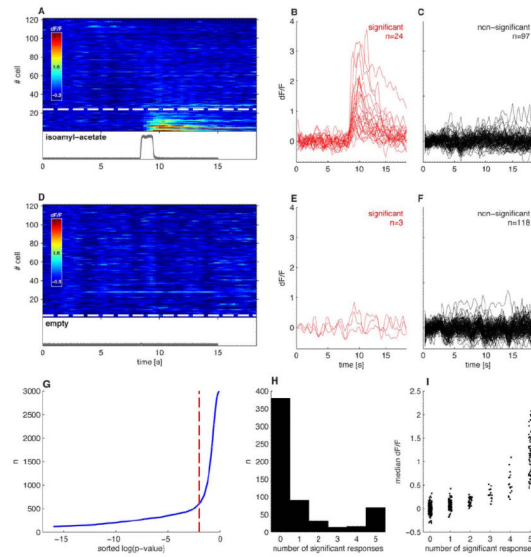 A
dF/F
1.0
-0.3
# cell
120
100
80
60
40
20
isoamyl-acetate
0 5 10 15
time [s]
B
significant
n=24
dF/F
4
3
2
1
0
0 5 10 15
C
non-significant
n=97
0 5 10 15
D
dF/F
1.0
-0.3
# cell
120
100
80
60
40
20
empty
0 5 10 15
time [s]
E
significant
n=3
dF/F
4
2
0
0 5 10 15
time [s]
F
non-significant
n=118
0 5 10 15
time [s]
G
n
3000
2500
2000
1500
1000
500
0
-15 -10 -5 0
sorted log(p-value)
H
n
400
350
300
250
200
150
100
50
0
0 1 2 3 4 5
number of significant responses
I
median dF/F
2.5
2
1.5
1
0.5
0
-0.5
0 1 2 3 4
number of significant responses